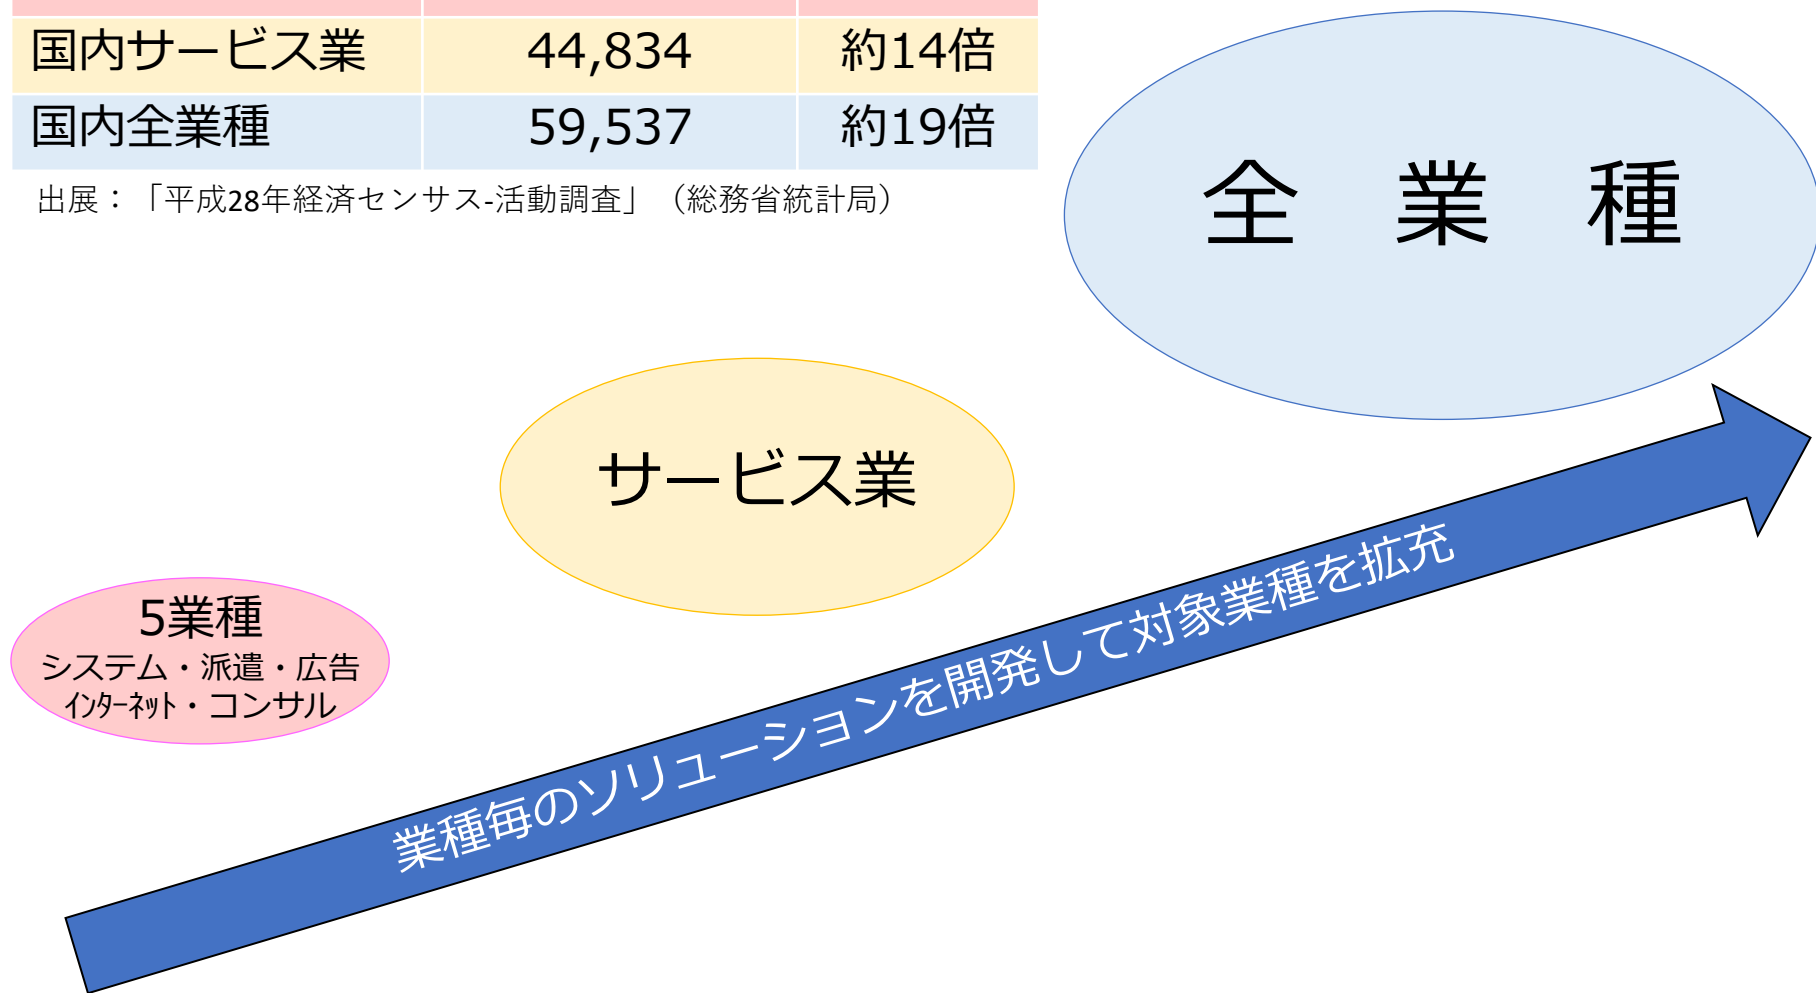 国内サービス業 44,834 約14倍
国内全業種 59,537 約19倍
出展：「平成28年経済センサス-活動調査」（総務省統計局）
全　業　種
サービス業
5業種
システム・派遣・広告
ｲﾝﾀｰﾈｯﾄ・コンサル
業種毎のソリューションを開発して対象業種を拡充